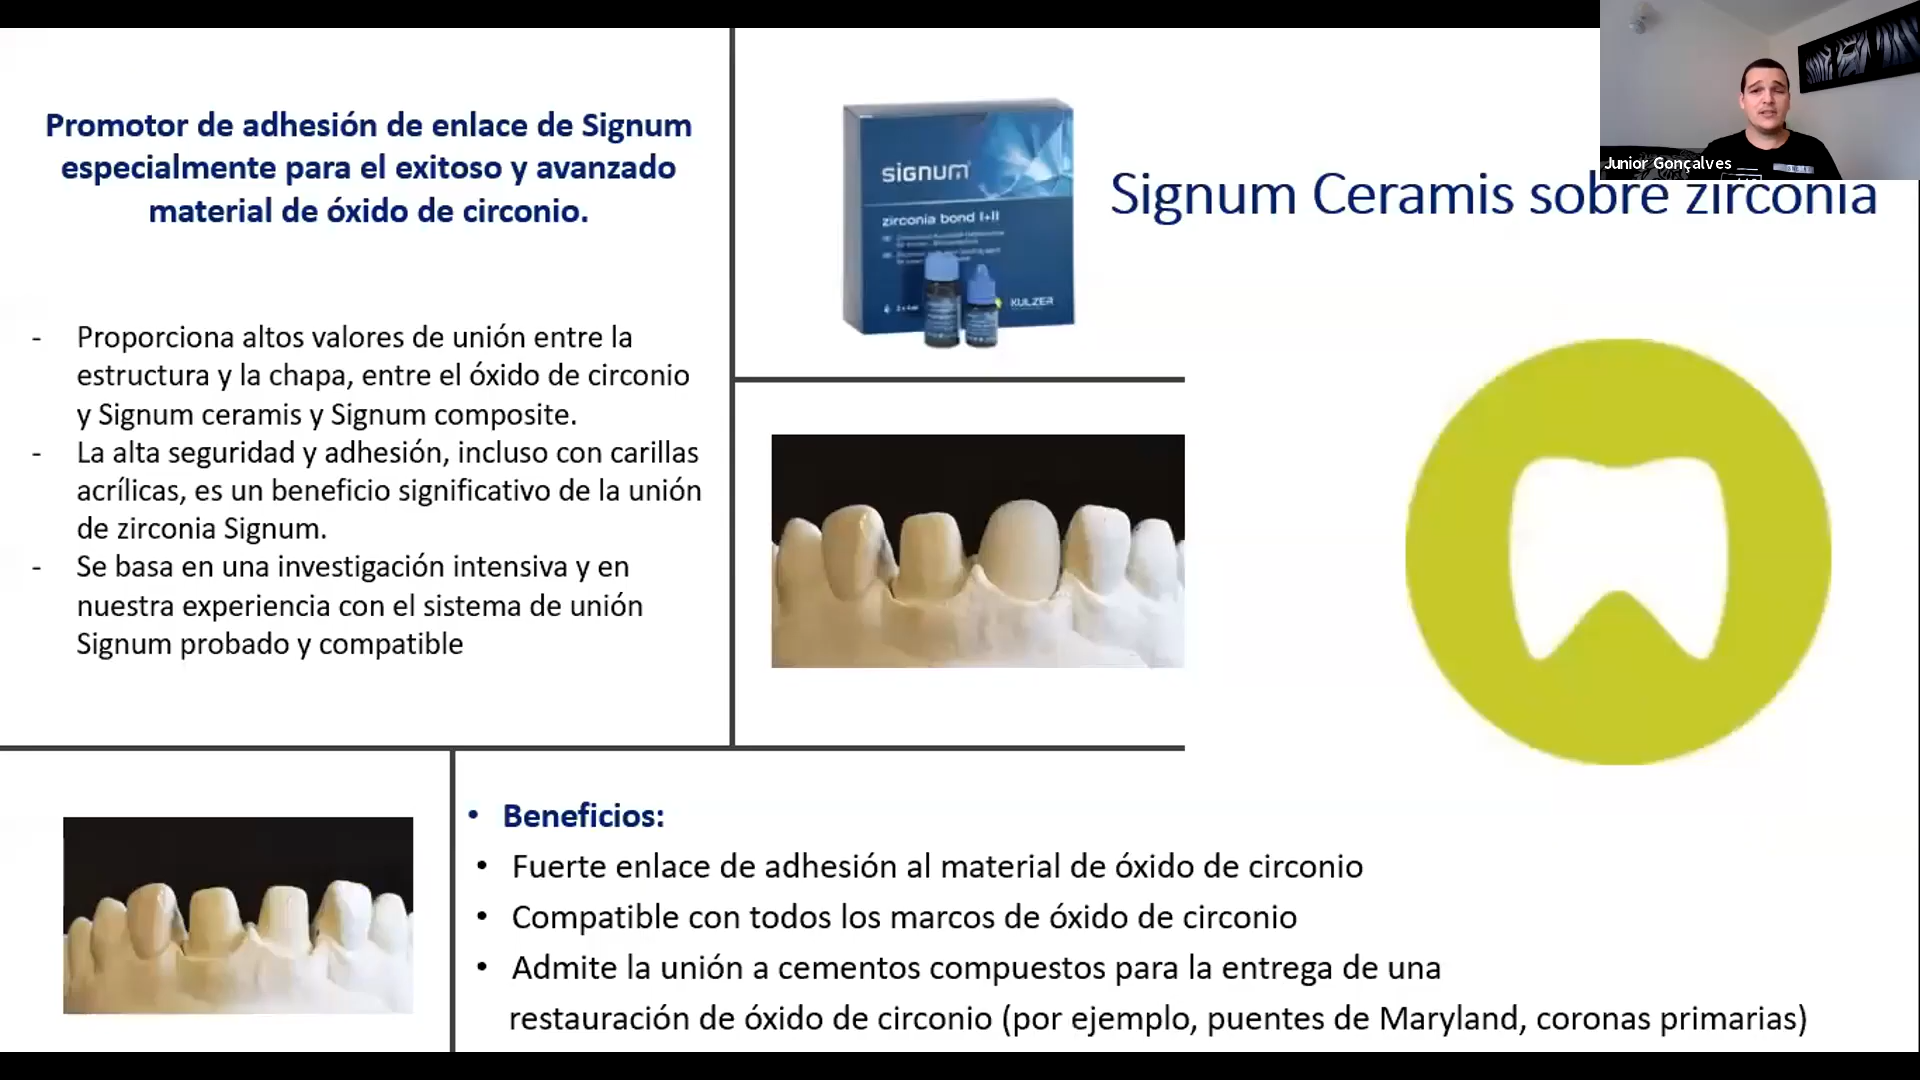 Promotor de adhesión de enlace de Signum
especialmente para el exitoso y avanzado
material de óxido de circonio.
- Proporciona altos valores de unión entre la
estructura y la chapa, entre el óxido de circonio
y Signum ceramis y Signum composite.
- La alta seguridad y adhesión, incluso con carillas
acrílicas, es un beneficio significativo de la unión
de zirconia Signum.
- Se basa en una investigación intensiva y en
nuestra experiencia con el sistema de unión
Signum probado y compatible
signum
zirconia bond I+II
KULZER
Junior Gonçalves
Signum Ceramis sobre zirconia
• Beneficios:
• Fuerte enlace de adhesión al material de óxido de circonio
• Compatible con todos los marcos de óxido de circonio
• Admite la unión a cementos compuestos para la entrega de una
restauración de óxido de circonio (por ejemplo, puentes de Maryland, coronas primarias)